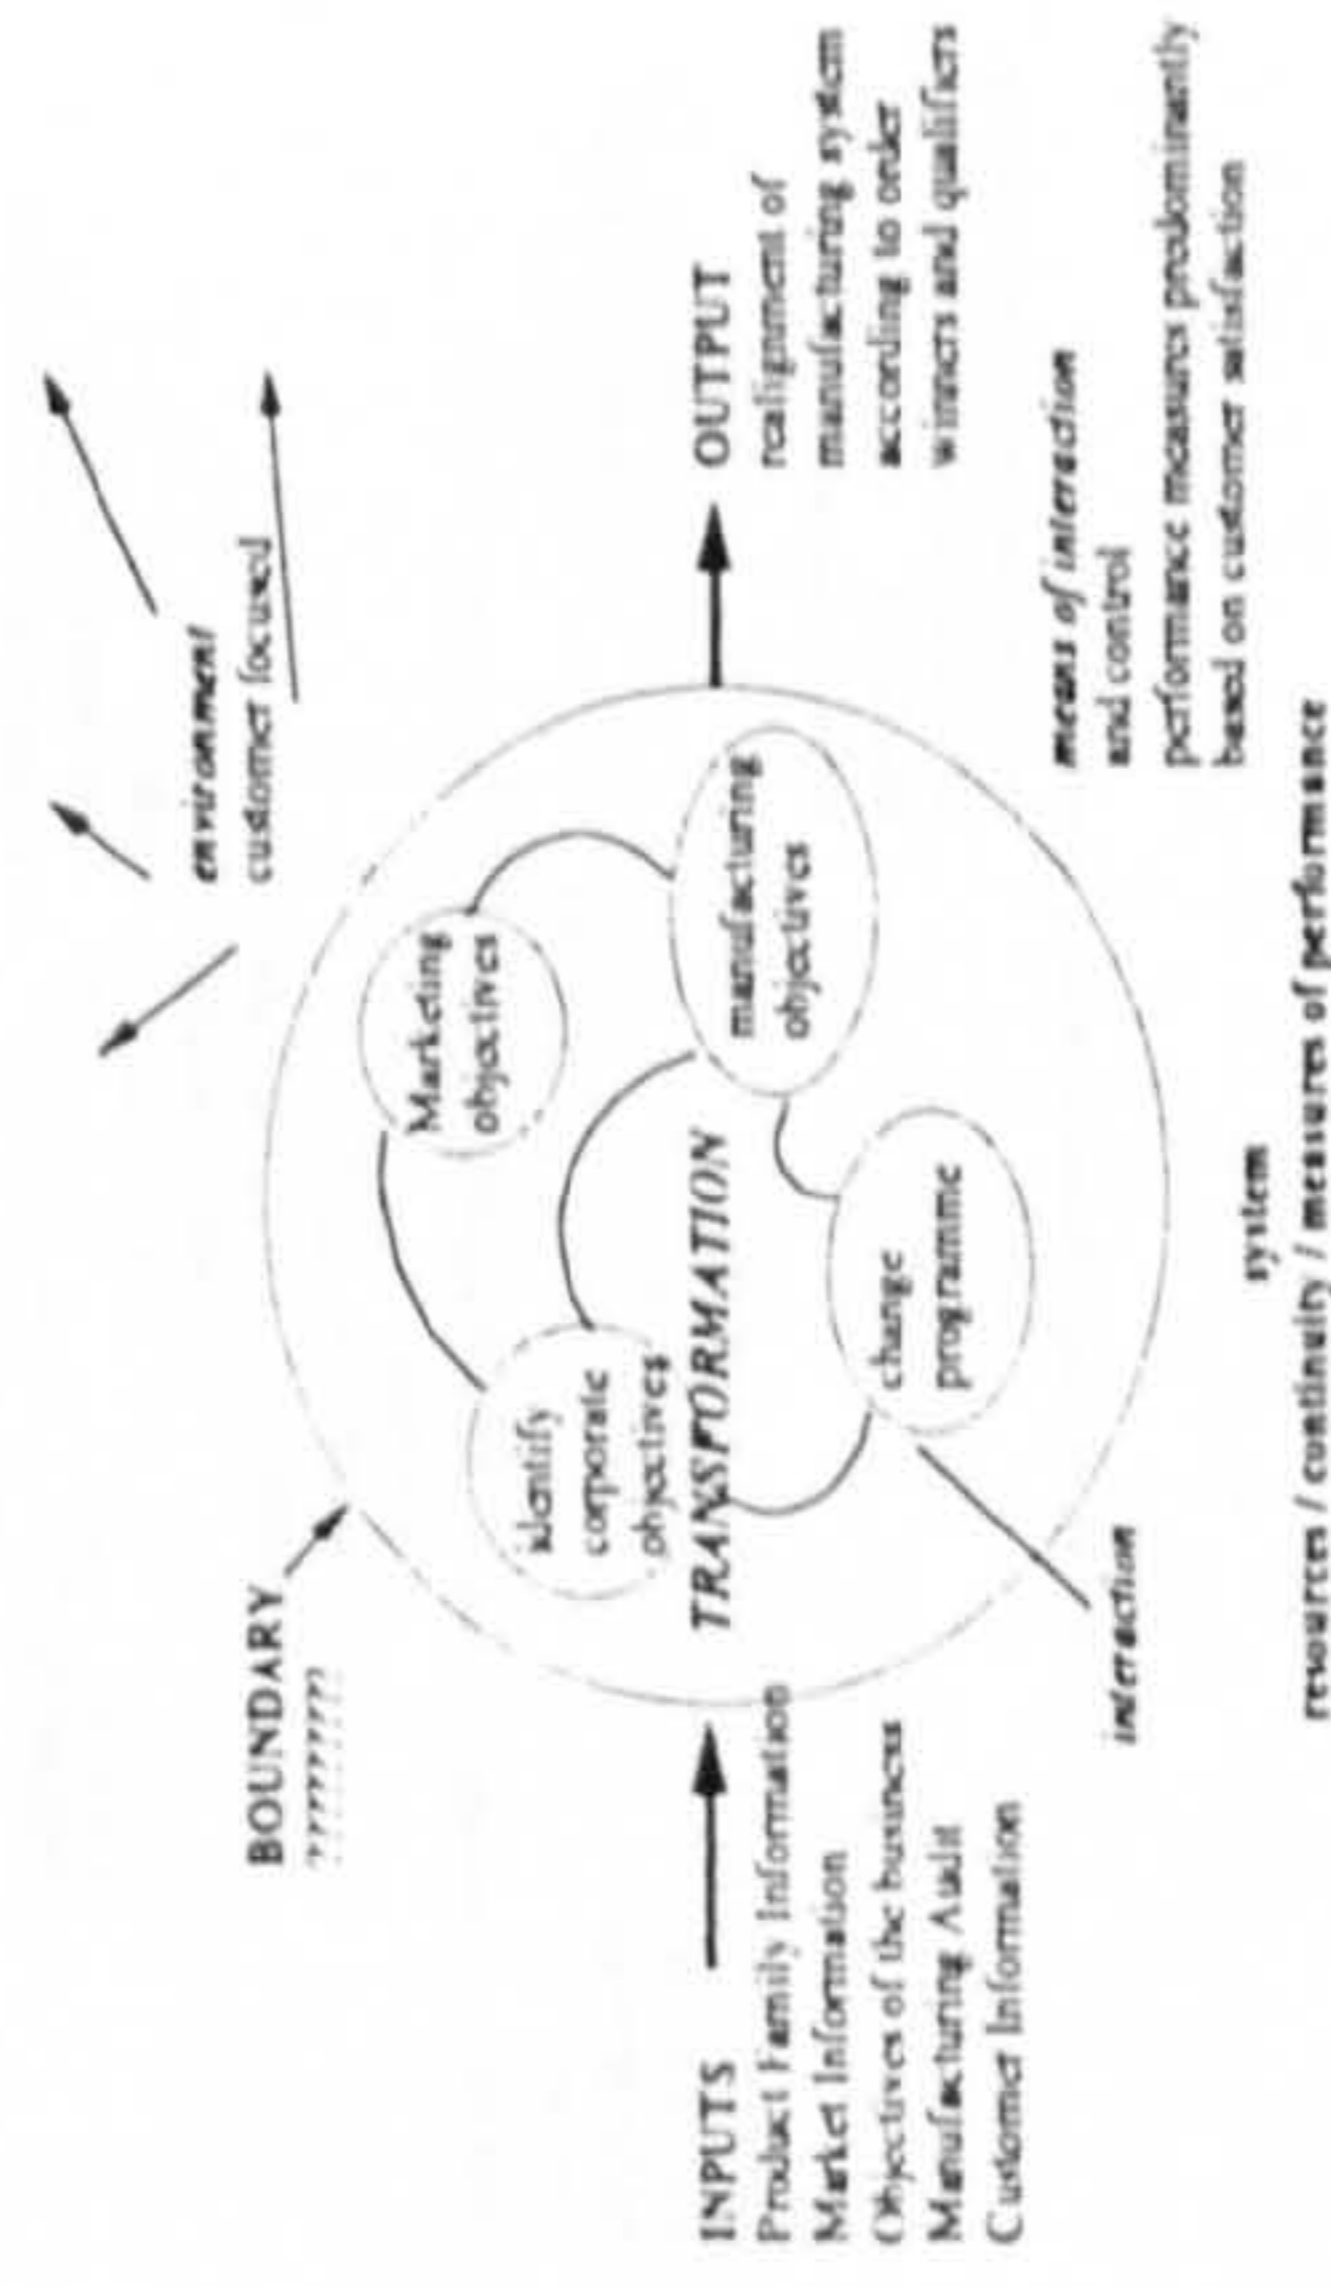 BOUNDARY
?????????
environment
customer focused
Marketing
objectives
identify
corporate
objectives
TRANSFORMATION
manufacturing
objectives
change
programme
INPUTS
Product Family Information
Market Information
Objectives of the business
Manufacturing Audit
Customer Information
OUTPUT
realignment of
manufacturing system
according to order
winners and qualifiers
interaction
means of interaction
and control
performance measures predominantly
based on customer satisfaction
system
resources / continuity / measures of performance